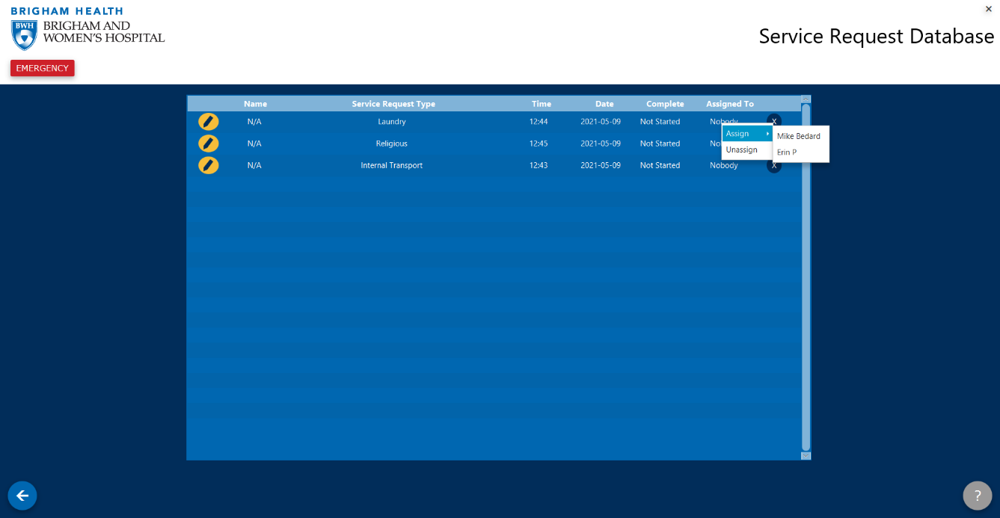 BRIGHAM HEALTH
BWH
BRIGHAM AND
WOMEN'S HOSPITAL
×
Service Request Database
EMERGENCY
Name Service Request Type Time Date Complete Assigned To
N/A Laundry 12:44 2021-05-09 Not Started Nobody X
N/A Religious 12:45 2021-05-09 Not Started
Assign
Unassign
Mike Bedard
Erin P
N/A Internal Transport 12:43 2021-05-09 Not Started Nobody X
?